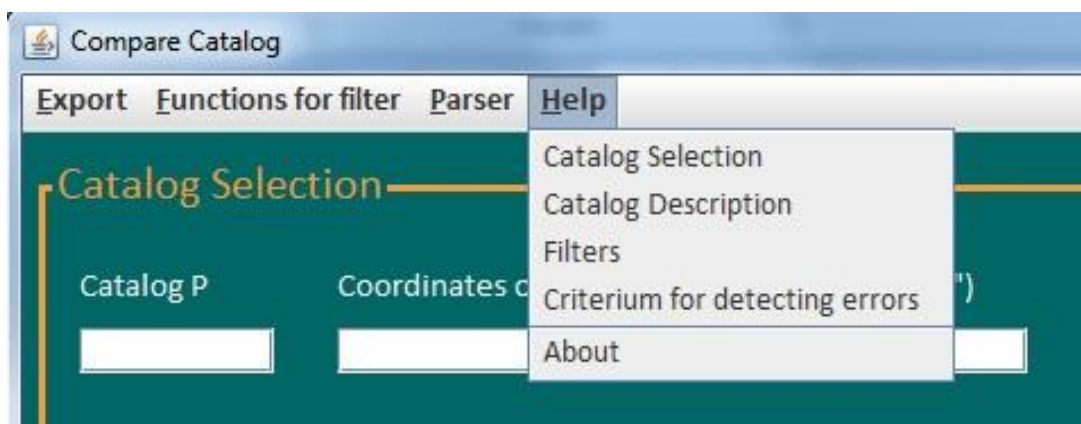 Compare Catalog
Export Functions for filter Parser Help
Catalog Selection
Catalog Description
Filters
Criterium for detecting errors
About
Catalog Selection
Catalog P Coordinates ")